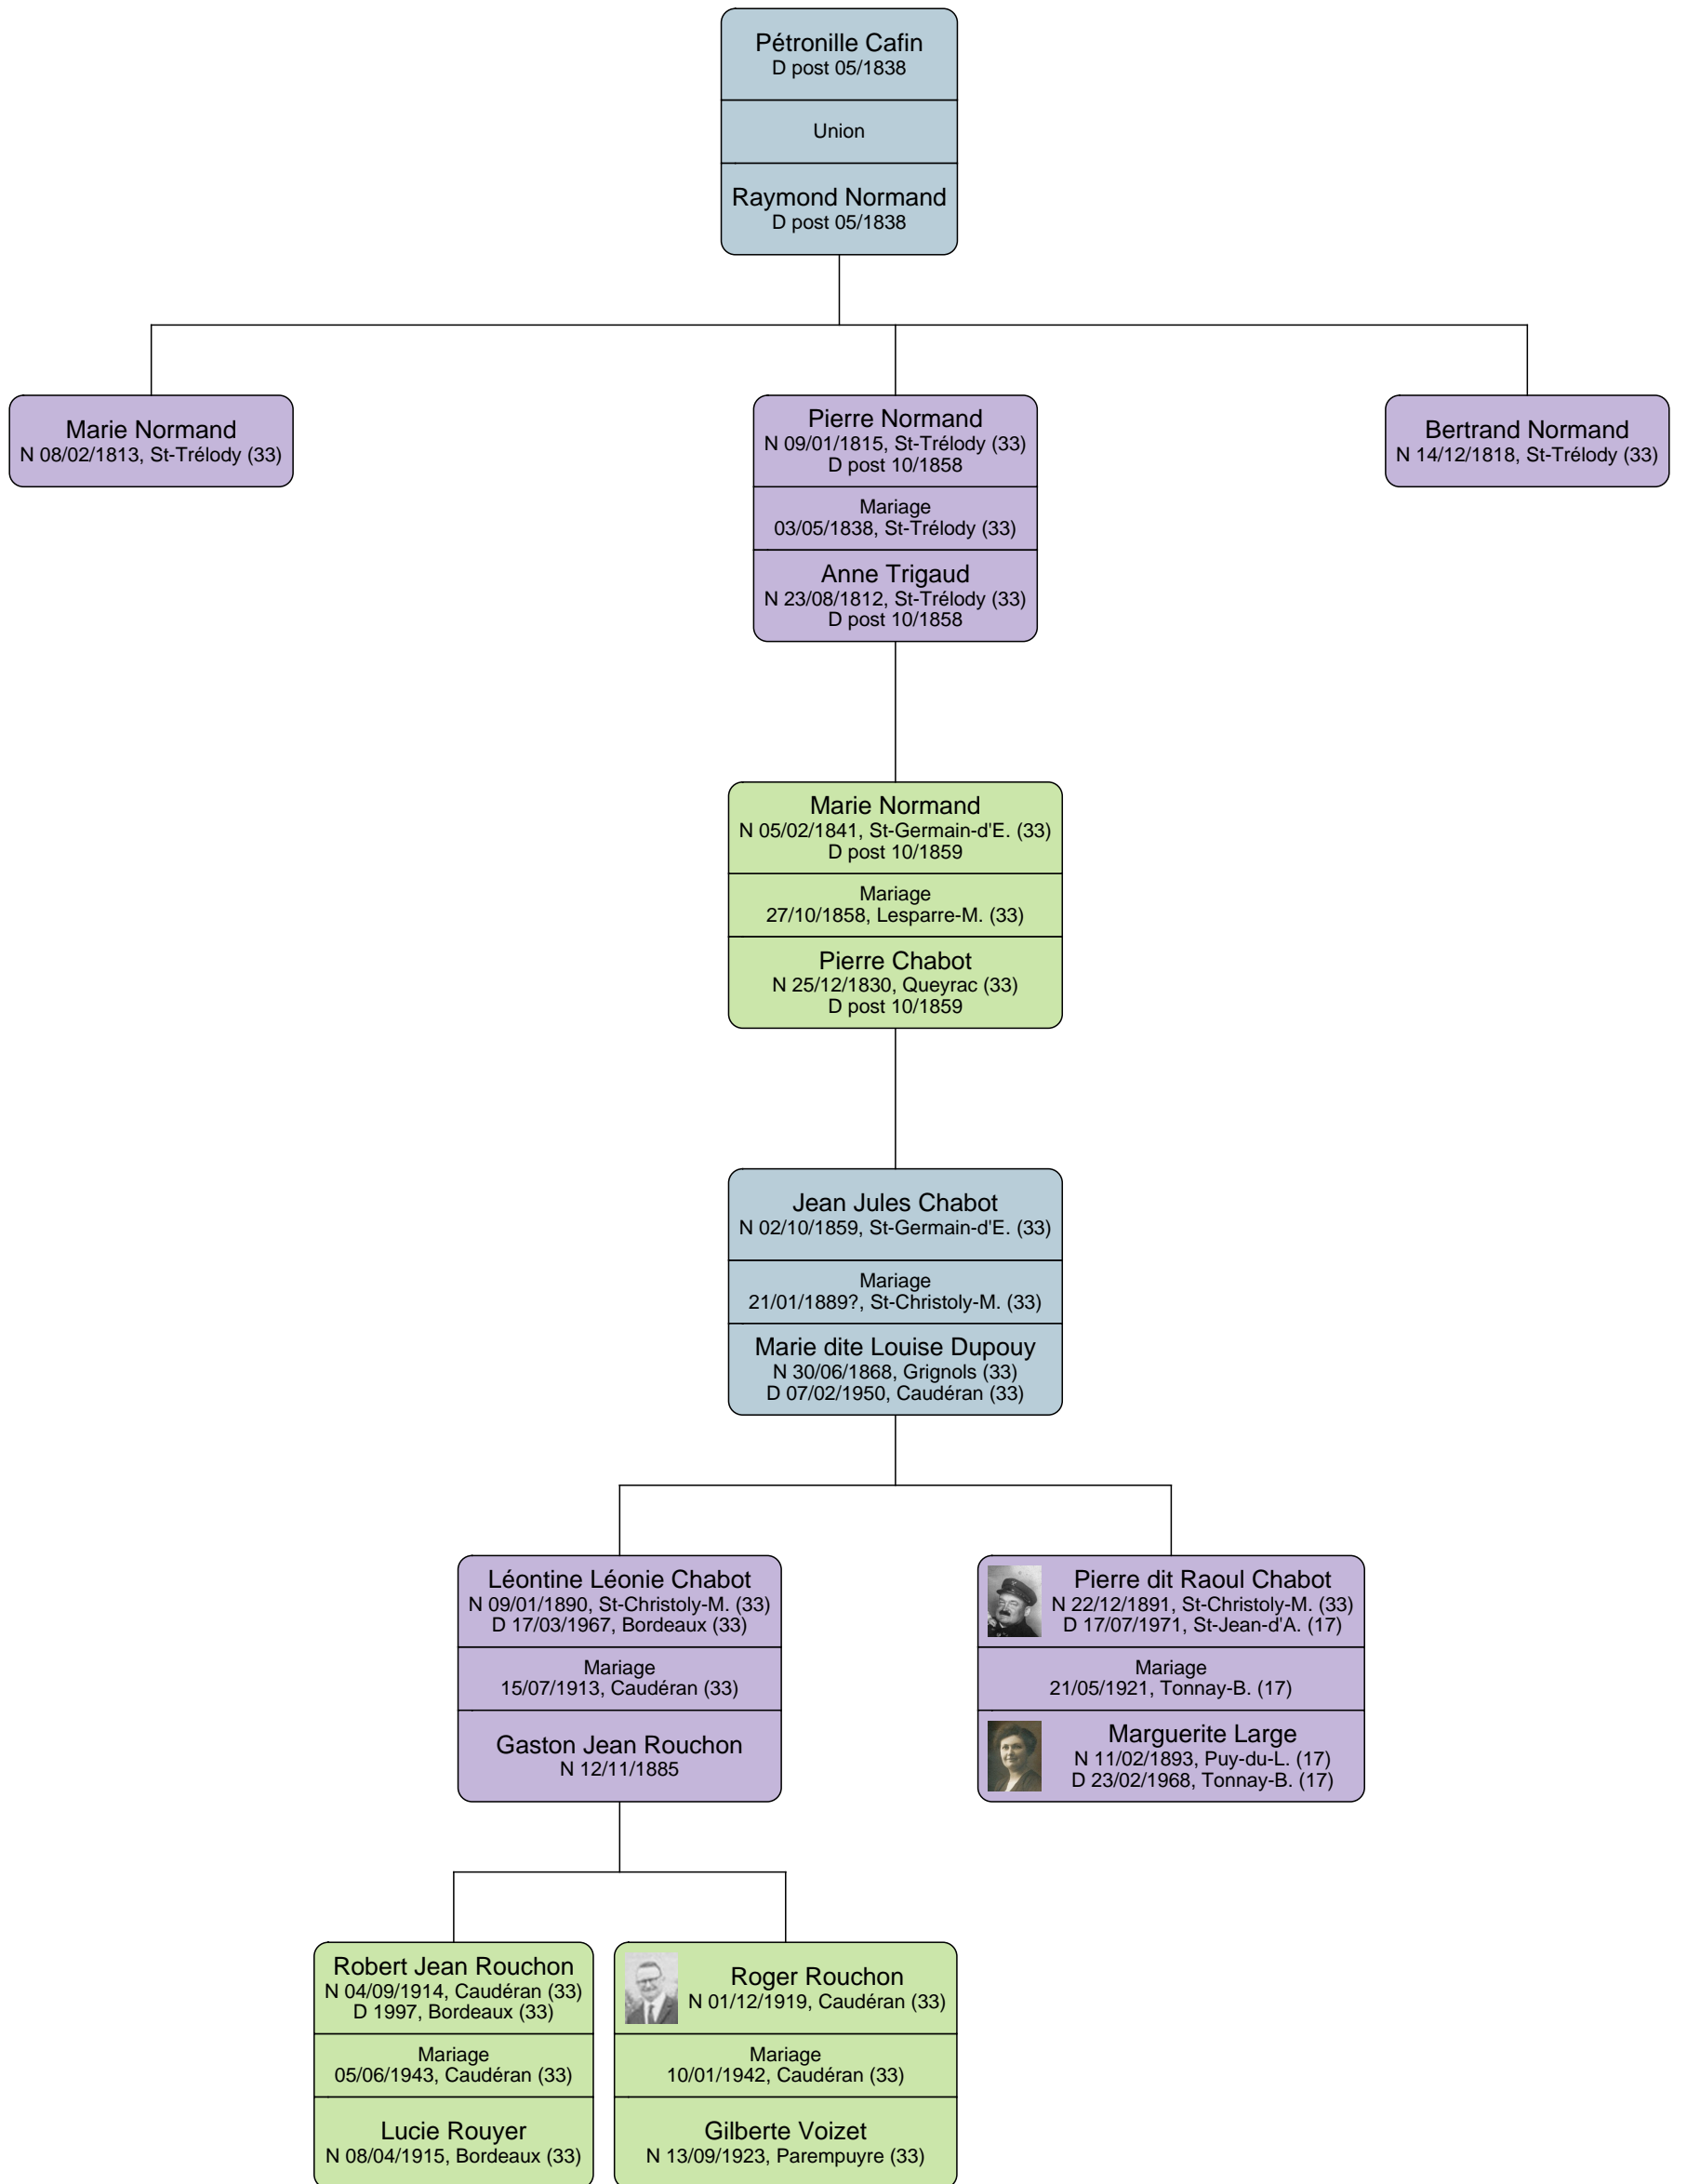 Pétronille Cafin
D post 05/1838
Union
Raymond Normand
D post 05/1838
Marie Normand
N 08/02/1813, St-Trélody (33)
Pierre Normand
N 09/01/1815, St-Trélody (33)
D post 10/1858
Mariage
03/05/1838, St-Trélody (33)
Anne Trigaud
N 23/08/1812, St-Trélody (33)
D post 10/1858
Bertrand Normand
N 14/12/1818, St-Trélody (33)
Marie Normand
N 05/02/1841, St-Germain-d'E. (33)
D post 10/1859
Mariage
27/10/1858, Lesparre-M. (33)
Pierre Chabot
N 25/12/1830, Queyrac (33)
D post 10/1859
Jean Jules Chabot
N 02/10/1859, St-Germain-d'E. (33)
Mariage
21/01/1889?, St-Christoly-M. (33)
Marie dite Louise Dupouy
N 30/06/1868, Grignols (33)
D 07/02/1950, Caudéran (33)
Léontine Léonie Chabot
N 09/01/1890, St-Christoly-M. (33)
D 17/03/1967, Bordeaux (33)
Mariage
15/07/1913, Caudéran (33)
Gaston Jean Rouchon
N 12/11/1885
Pierre dit Raoul Chabot
N 22/12/1891, St-Christoly-M. (33)
D 17/07/1971, St-Jean-d'A. (17)
Mariage
21/05/1921, Tonnay-B. (17)
Marguerite Large
N 11/02/1893, Puy-du-L. (17)
D 23/02/1968, Tonnay-B. (17)
Robert Jean Rouchon
N 04/09/1914, Caudéran (33)
D 1997, Bordeaux (33)
Mariage
05/06/1943, Caudéran (33)
Lucie Rouyer
N 08/04/1915, Bordeaux (33)
Roger Rouchon
N 01/12/1919, Caudéran (33)
Mariage
10/01/1942, Caudéran (33)
Gilberte Voizet
N 13/09/1923, Parempuyre (33)